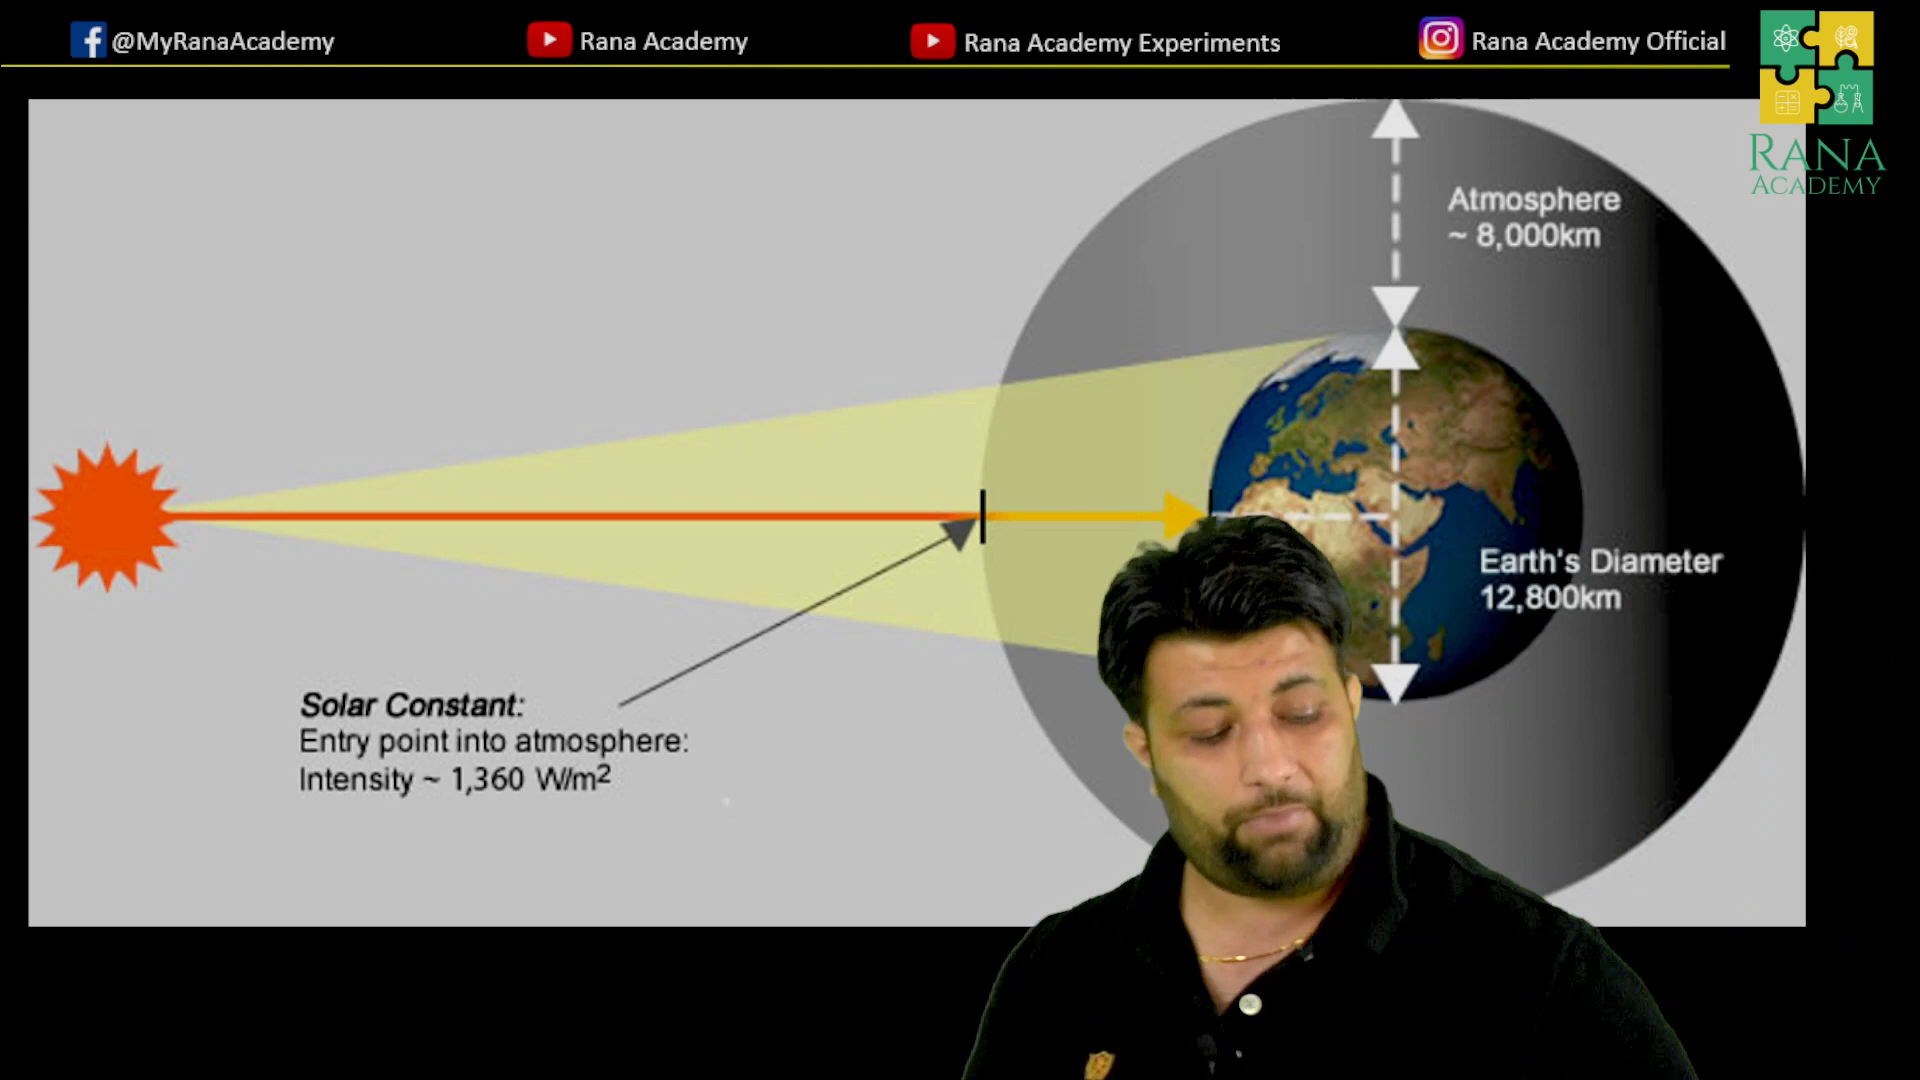 @MyRanaAcademy
Rana Academy
Rana Academy Experiments
Rana Academy Official
RANA
ACADEMY
Atmosphere
~ 8,000km
Earth's Diameter
12,800km
Solar Constant:
Entry point into atmosphere:
Intensity ~ 1,360 W/m²